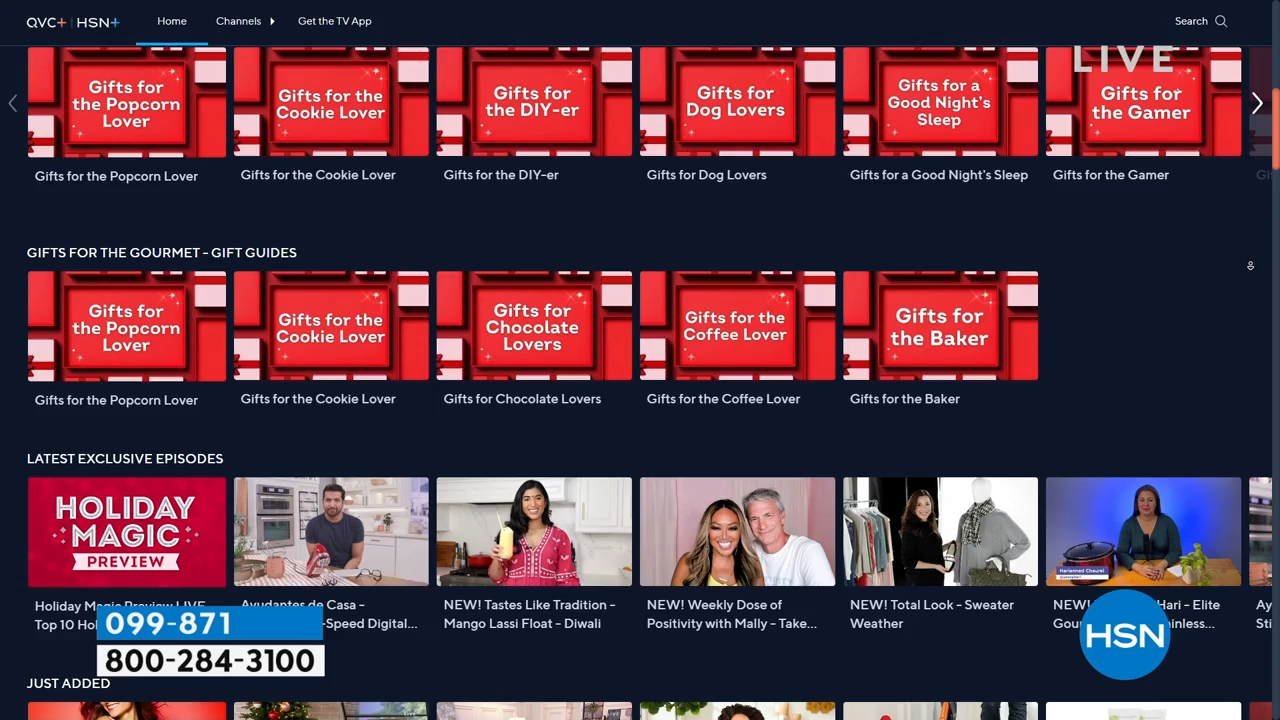 QVC+ | HSN+
Home
Channels
Get the TV App
Search
LIVE
Gifts for
the Popcorn
Lover
Gifts for the
Cookie Lover
Gifts for
the DIY-er
Gifts for
Dog Lovers
Gifts for a
Good Night's
Sleep
Gifts for
the Gamer
Gifts for the Popcorn Lover
Gifts for the Cookie Lover
Gifts for the DIY-er
Gifts for Dog Lovers
Gifts for a Good Night's Sleep
Gifts for the Gamer
GIFTS FOR THE GOURMET - GIFT GUIDES
Gifts for
the Popcorn
Lover
Gifts for the
Cookie Lover
Gifts for
Chocolate
Lovers
Gifts for the
Coffee Lover
Gifts for
the Baker
Gifts for the Popcorn Lover
Gifts for the Cookie Lover
Gifts for Chocolate Lovers
Gifts for the Coffee Lover
Gifts for the Baker
LATEST EXCLUSIVE EPISODES
HOLIDAY
MAGIC
PREVIEW
Holiday Magic Preview LIVE
Top 10 Hol
Ayudantes de Casa -
-Speed Digital...
NEW! Tastes Like Tradition -
Mango Lassi Float - Diwali
NEW! Weekly Dose of
Positivity with Mally - Take...
NEW! Total Look - Sweater
Weather
NEW! Hari - Elite
Gour inless...
099-871
800-284-3100
HSN
JUST ADDED